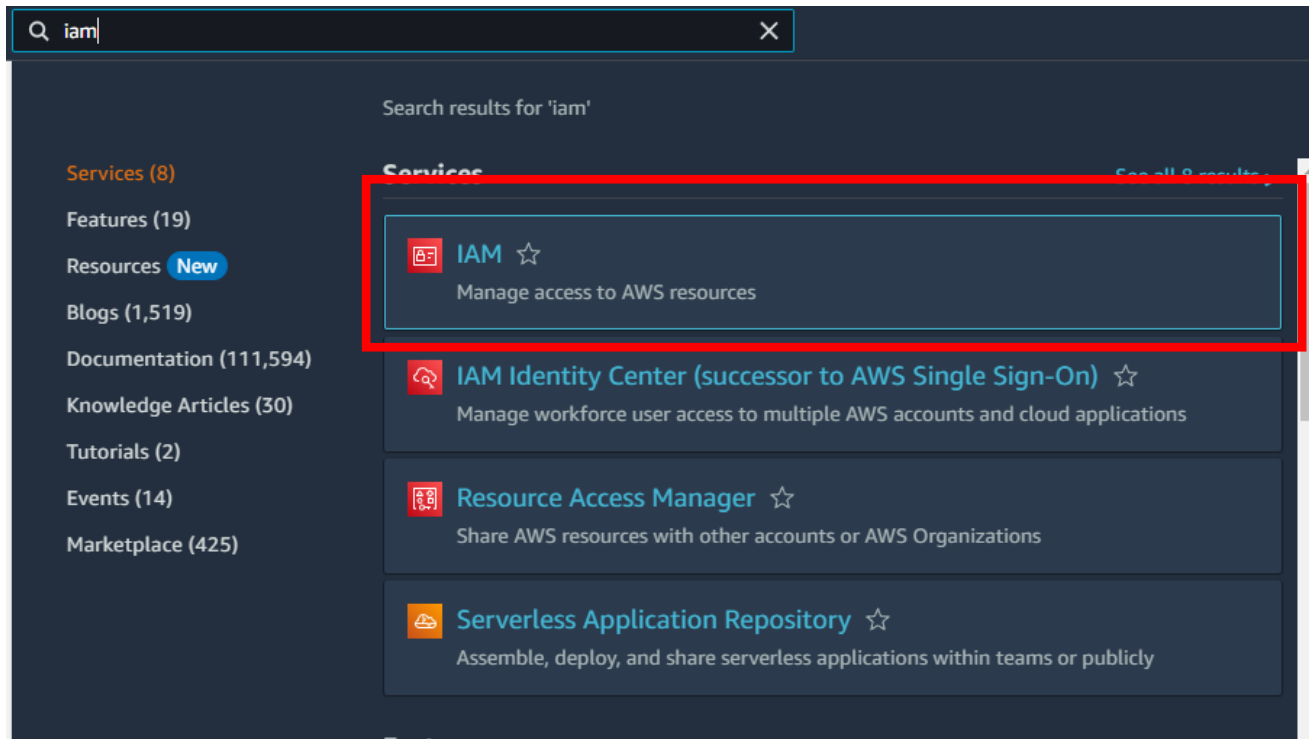 iam
Search results for 'iam'
Services (8)
Features (19)
Resources New
Blogs (1,519)
Documentation (111,594)
Knowledge Articles (30)
Tutorials (2)
Events (14)
Marketplace (425)
Services
See all 8 results
IAM
Manage access to AWS resources
IAM Identity Center (successor to AWS Single Sign-On)
Manage workforce user access to multiple AWS accounts and cloud applications
Resource Access Manager
Share AWS resources with other accounts or AWS Organizations
Serverless Application Repository
Assemble, deploy, and share serverless applications within teams or publicly